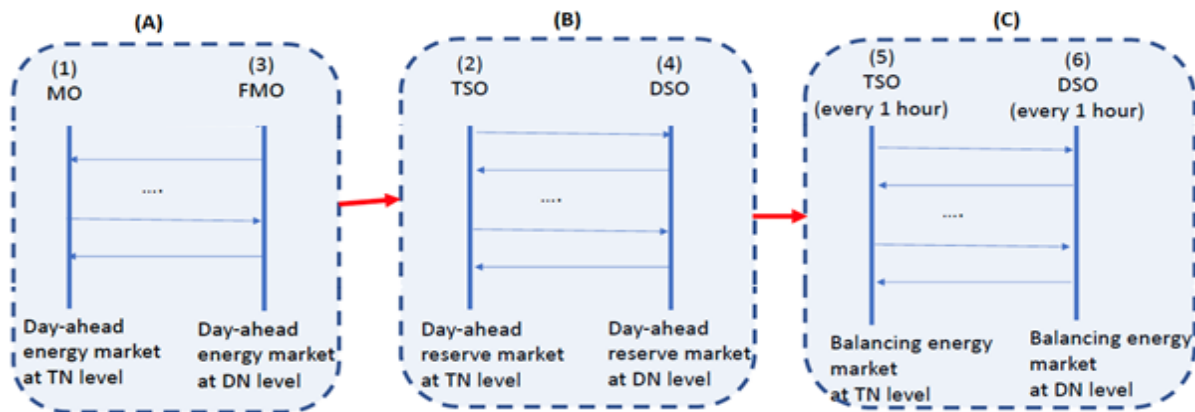 (A)
(1)
MO
(3)
FMO
....
Day-ahead
energy market
at TN level
Day-ahead
energy market
at DN level
(B)
(2)
TSO
(4)
DSO
....
Day-ahead
reserve market
at TN level
Day-ahead
reserve market
at DN level
(C)
(5)
TSO
(every 1 hour)
(6)
DSO
(every 1 hour)
....
Balancing energy
market
at TN level
Balancing energy
market
at DN level